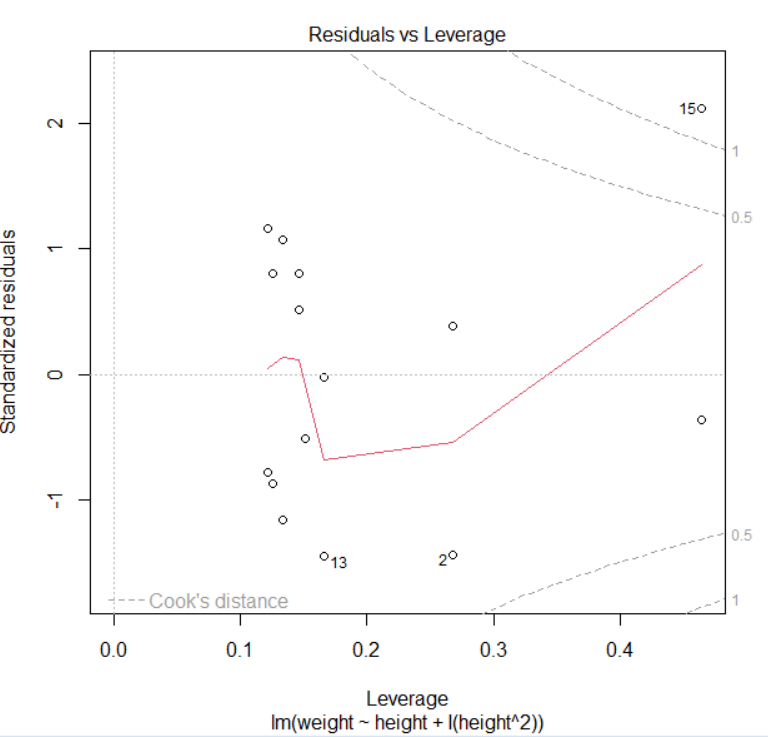 Residuals vs Leverage
Standardized residuals
2
1
0
-1
15
1
0.5
13
2
0.5
1
Cook's distance
0.0 0.1 0.2 0.3 0.4
Leverage
lm(weight ~ height + I(height^2))